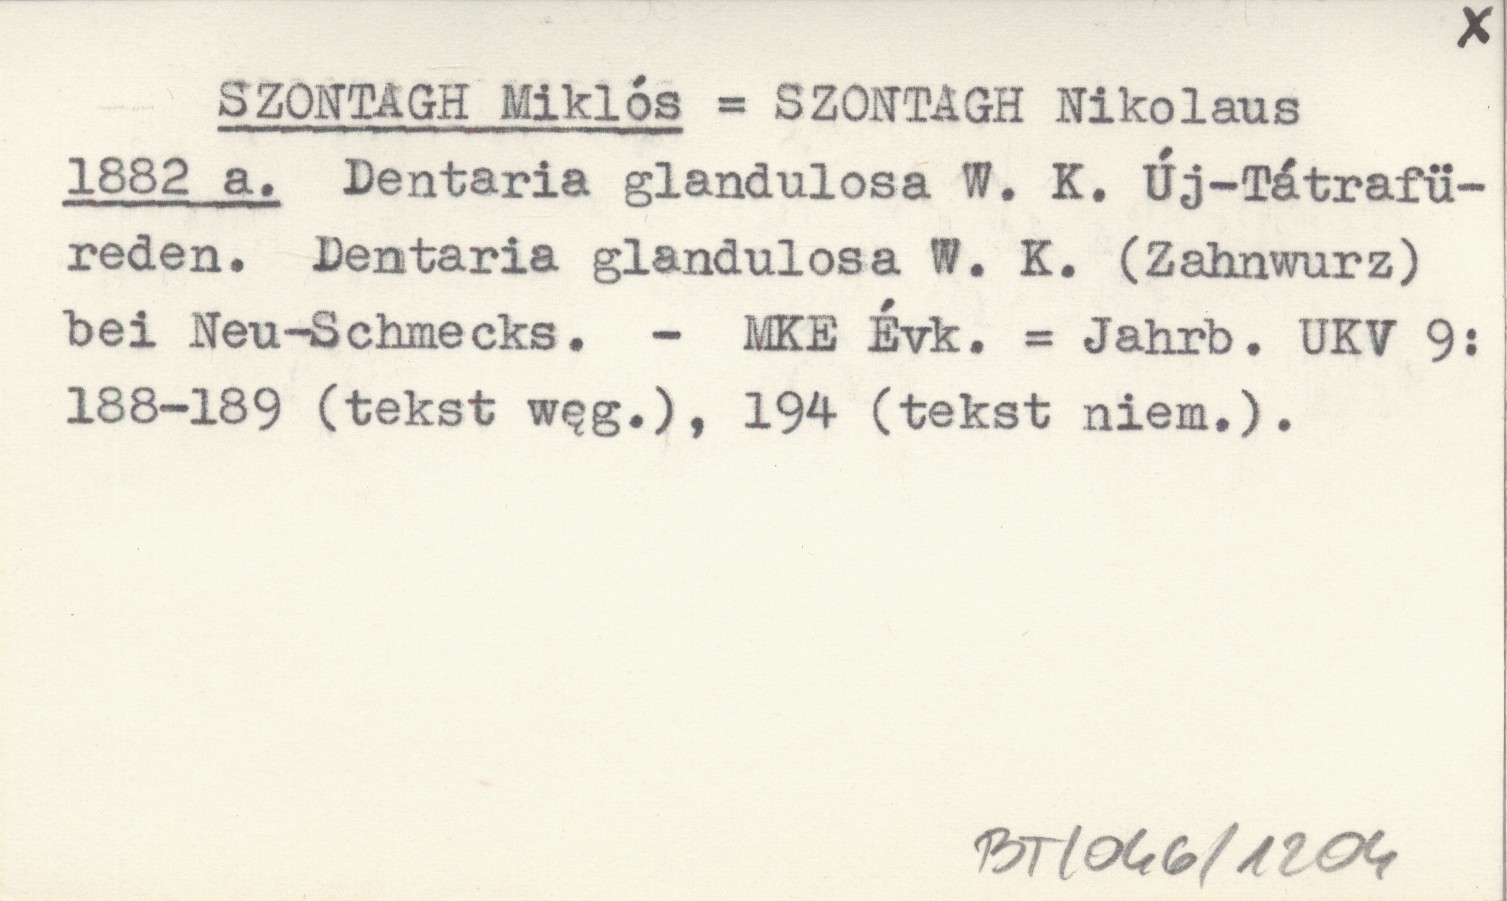 x
SZONTAGH Miklós = SZONTAGH Nikolaus
1882 a. Dentaria glandulosa W. K. Új-Tátrafü-
reden. Dentaria glandulosa W. K. (Zahnwurz)
bei Neu-Schmecks. - MKE Évk. = Jahrb. UKV 9:
188-189 (tekst węg.), 194 (tekst niem.).
BT/046/1204